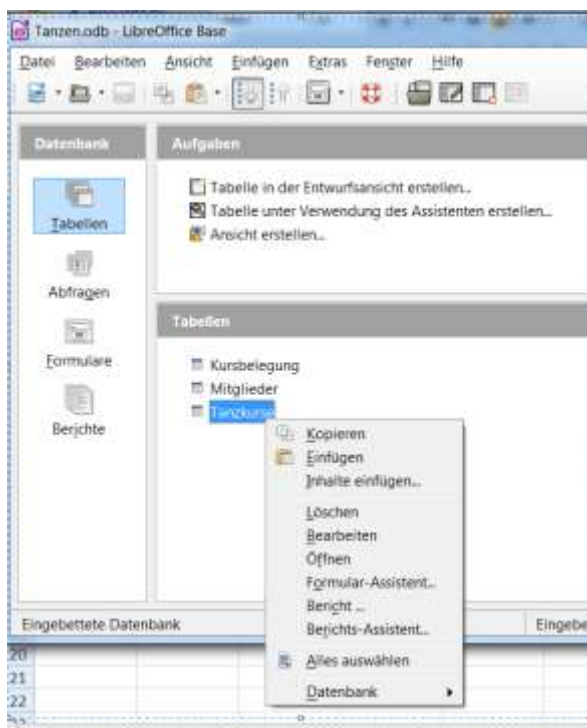 Tanzen.odb - LibreOffice Base
Datei Bearbeiten Ansicht Einfügen Extras Fenster Hilfe
Datenbank
Aufgaben
Tabellen
Tabelle in der Entwurfsansicht erstellen...
Tabelle unter Verwendung des Assistenten erstellen...
Ansicht erstellen...
Abfragen
Formulare
Berichte
Tabellen
Kursbelegung
Mitglieder
Tanzkurse
Kopieren
Einfügen
Inhalte einfügen...
Löschen
Bearbeiten
Öffnen
Formular-Assistent...
Bericht ...
Berichts-Assistent...
Alles auswählen
Datenbank
Eingebettete Datenbank
20
21
22